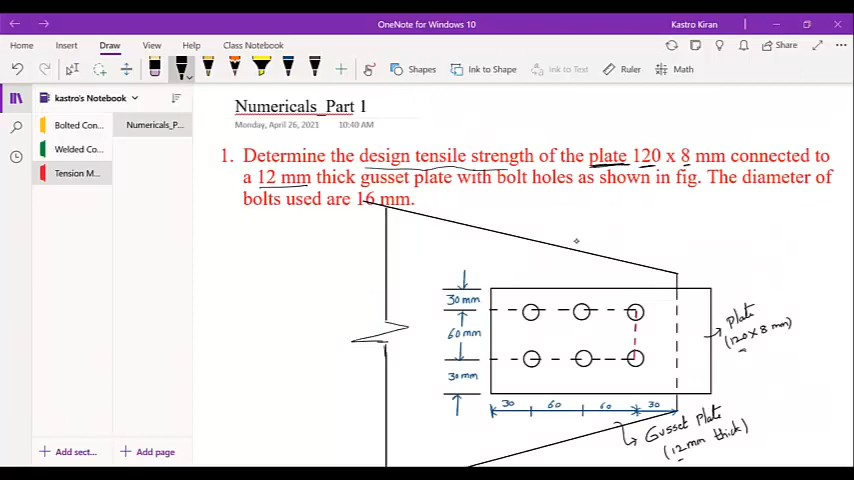 OneNote for Windows 10
Kastro Kiran
Home Insert Draw View Help Class Notebook
Share
Shapes Ink to Shape Ink to Text Ruler Math
kastro's Notebook
Bolted Con...
Welded Co...
Tension M...
Numericals_P...
Numericals_Part 1
Monday, April 26, 2021 10:40 AM
1. Determine the design tensile strength of the plate 120 x 8 mm connected to
a 12 mm thick gusset plate with bolt holes as shown in fig. The diameter of
bolts used are 16 mm.
30 mm
60 mm
30 mm
30 60 60 30
Plate
(120 X 8 mm)
Gusset Plate
(12mm thick)
Add sect...
Add page